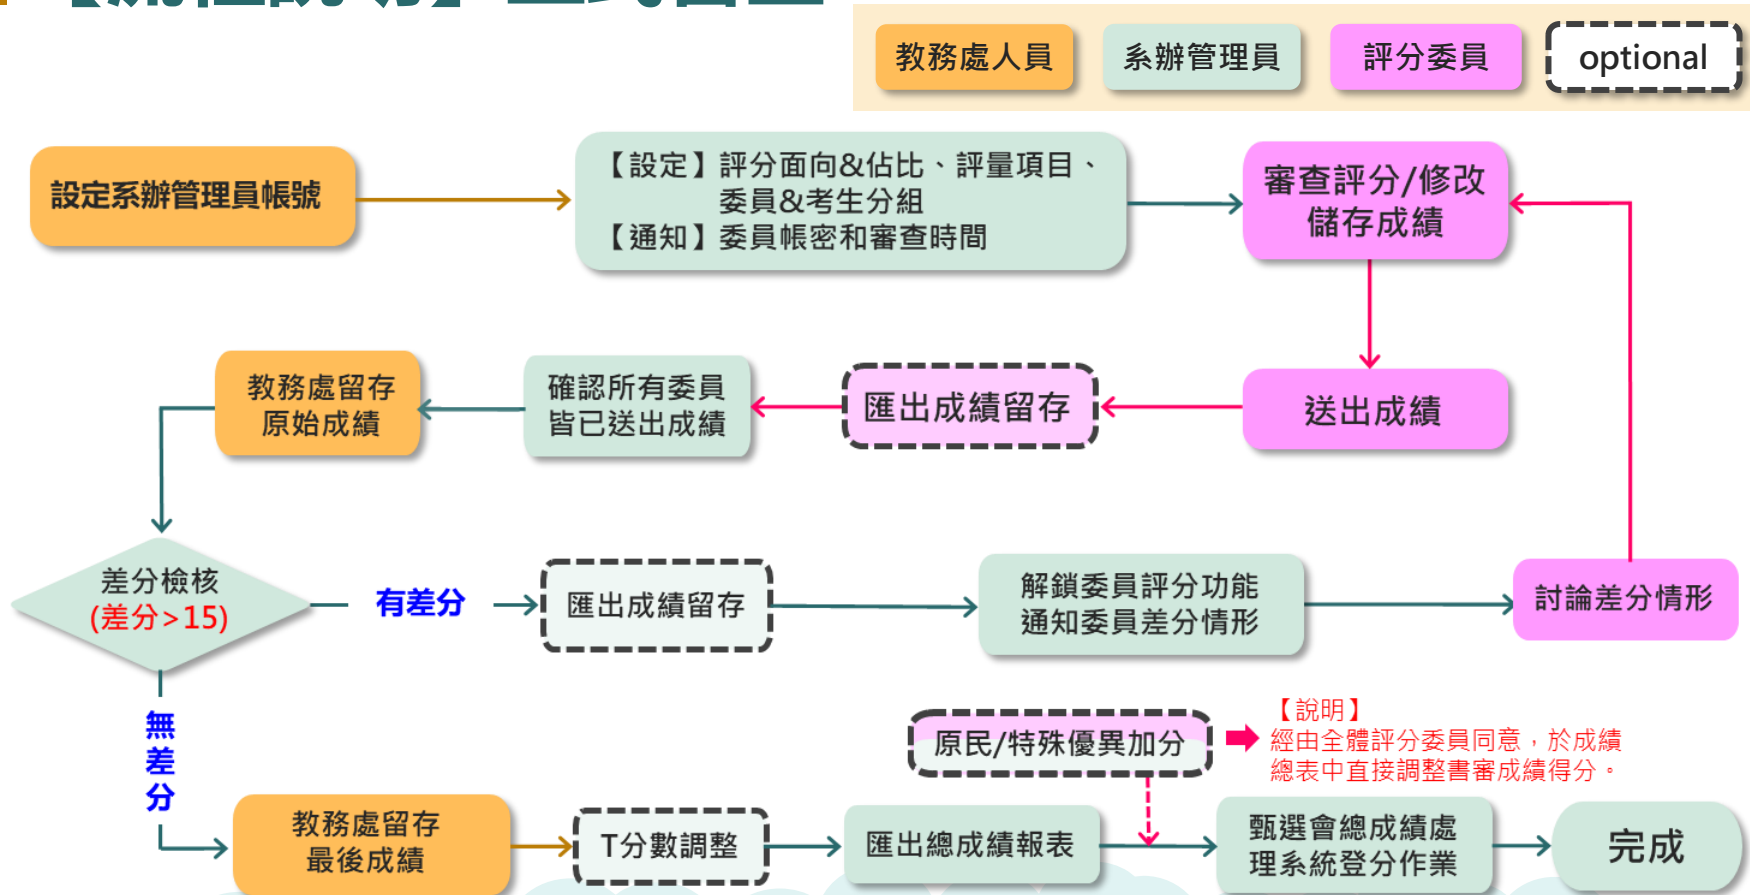 教務處人員
系辦管理員
評分委員
optional
設定系辦管理員帳號
【設定】評分面向&佔比、評量項目、
委員&考生分組
【通知】委員帳密和審查時間
審查評分/修改
儲存成績
教務處留存
原始成績
確認所有委員
皆已送出成績
匯出成績留存
送出成績
差分檢核
(差分>15)
有差分
匯出成績留存
解鎖委員評分功能
通知委員差分情形
討論差分情形
無
差
分
原民/特殊優異加分
【說明】
經由全體評分委員同意，於成績
總表中直接調整書審成績得分。
教務處留存
最後成績
T分數調整
匯出總成績報表
甄選會總成績處
理系統登分作業
完成